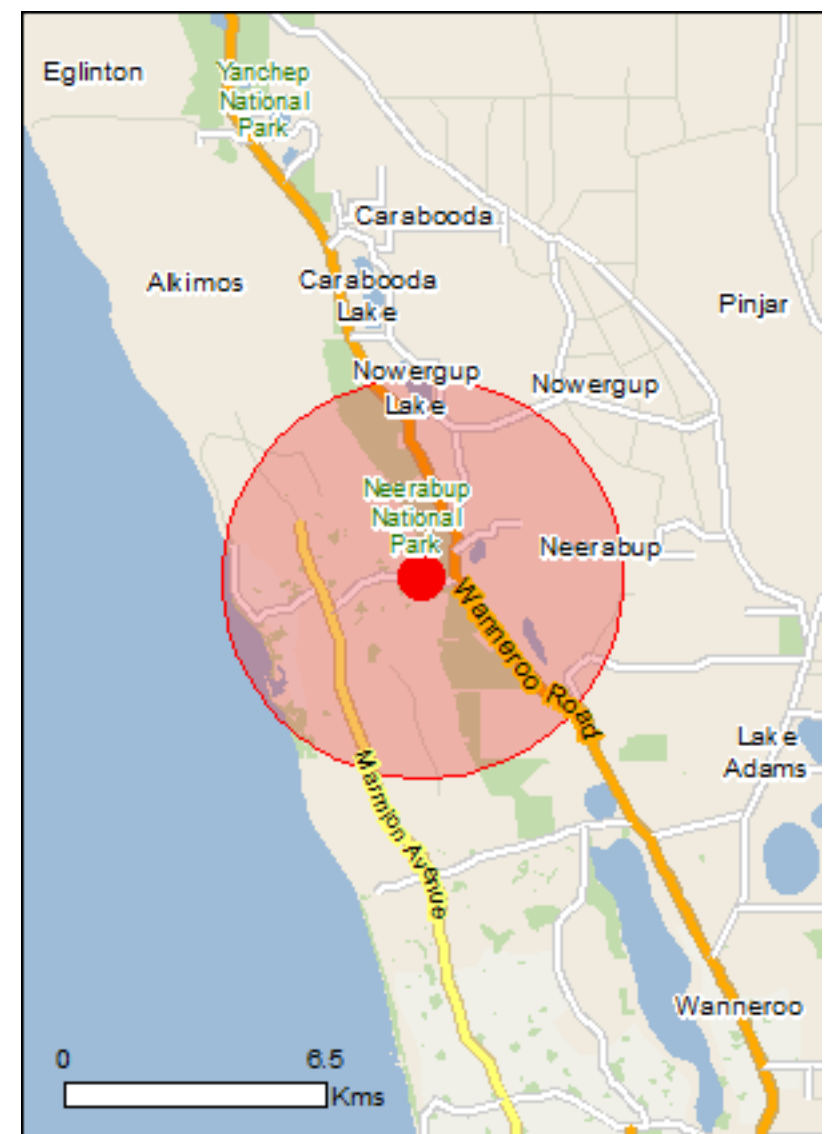 Eglinton
Yanchep
National
Park
Carabooda
Alkimos
Carabooda
Lake
Pinjar
Nowergup
Lake
Nowergup
Neerabup
National
Park
Neerabup
Wanneroo Road
Lake
Adams
Marmion Avenue
Wanneroo
0 6.5
Kms